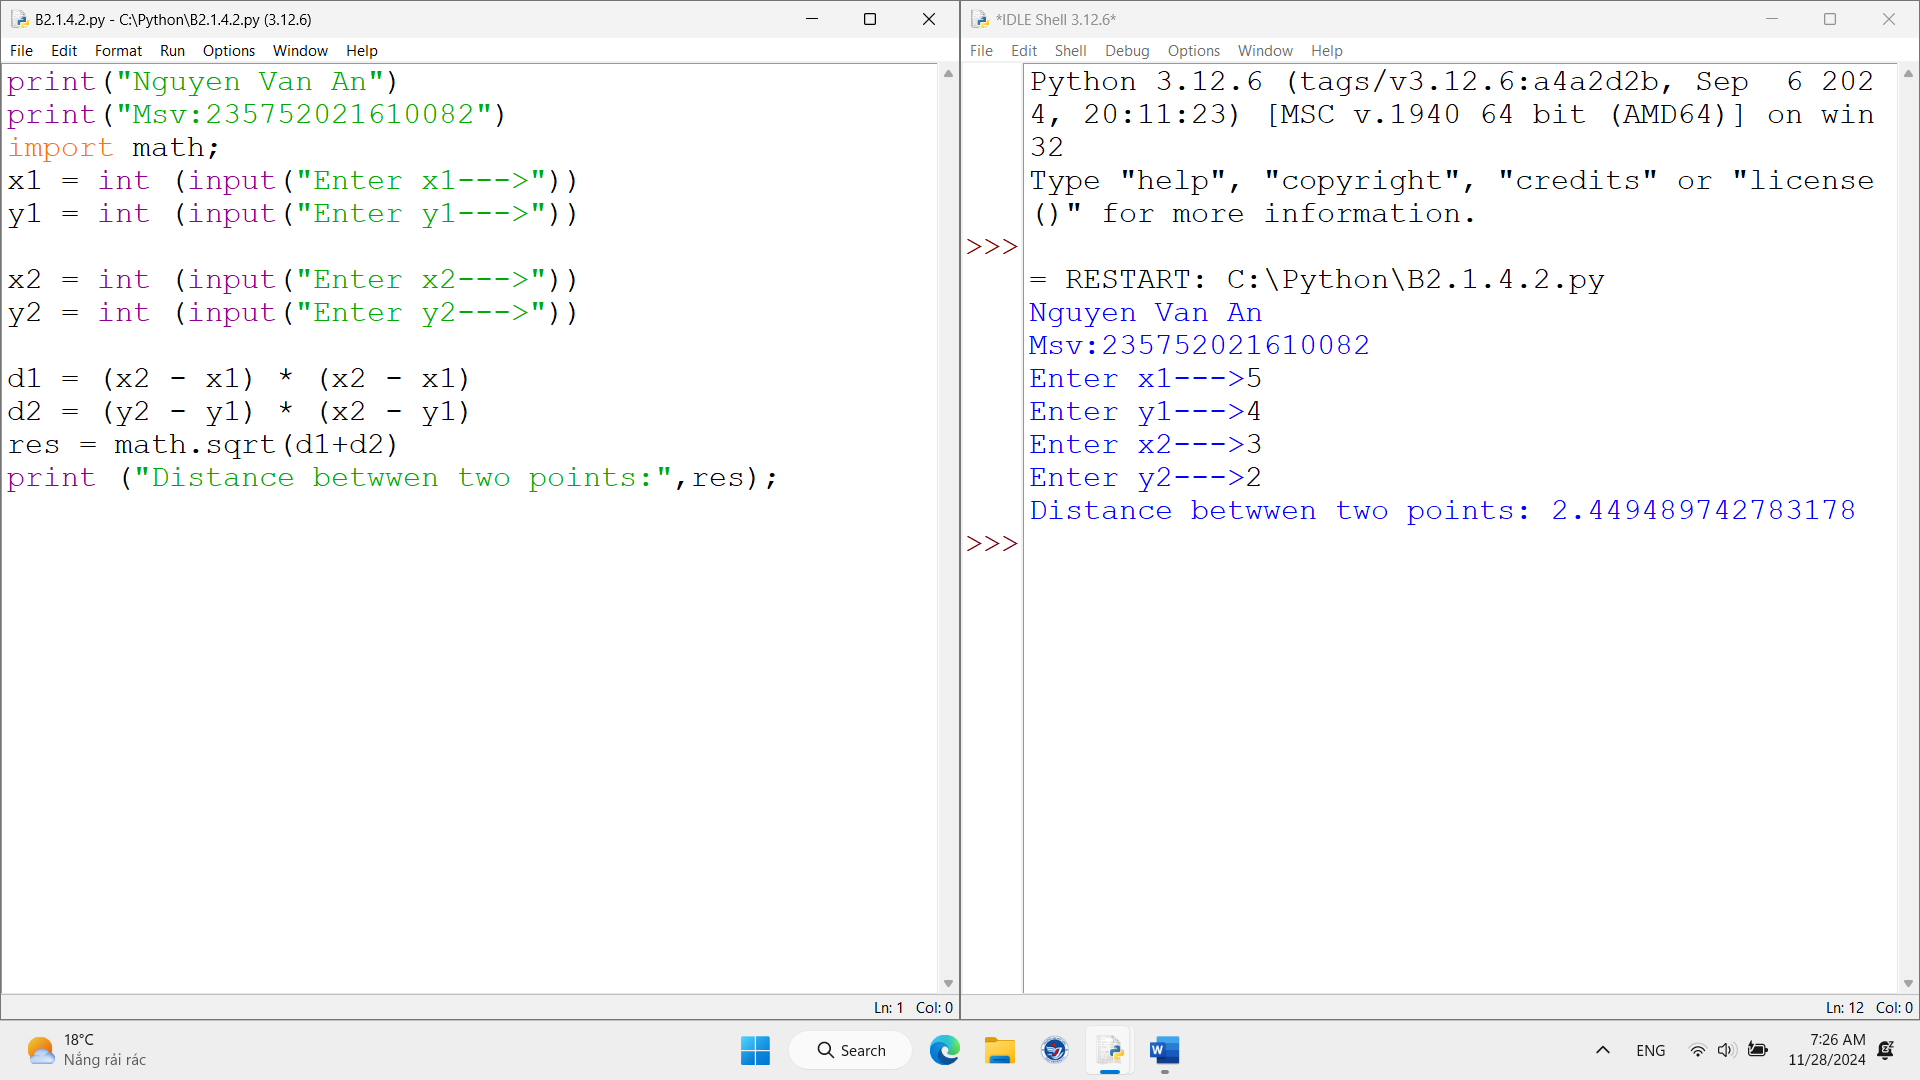 B2.1.4.2.py - C:\Python\B2.1.4.2.py (3.12.6)
File Edit Format Run Options Window Help
print("Nguyen Van An")
print("Msv:235752021610082")
import math;
x1 = int (input("Enter x1--->"))
y1 = int (input("Enter y1--->"))
x2 = int (input("Enter x2--->"))
y2 = int (input("Enter y2--->"))
d1 = (x2 - x1) * (x2 - x1)
d2 = (y2 - y1) * (x2 - y1)
res = math.sqrt(d1+d2)
print ("Distance betwwen two points:",res);
Ln: 1 Col: 0
*IDLE Shell 3.12.6*
File Edit Shell Debug Options Window Help
Python 3.12.6 (tags/v3.12.6:a4a2d2b, Sep  6 202
4, 20:11:23) [MSC v.1940 64 bit (AMD64)] on win
32
Type "help", "copyright", "credits" or "license
()" for more information.
>>>
= RESTART: C:\Python\B2.1.4.2.py
Nguyen Van An
Msv:235752021610082
Enter x1--->5
Enter y1--->4
Enter x2--->3
Enter y2--->2
Distance betwwen two points: 2.449489742783178
>>>
Ln: 12 Col: 0
18°C
Nắng rải rác
Search
ENG
7:26 AM
11/28/2024